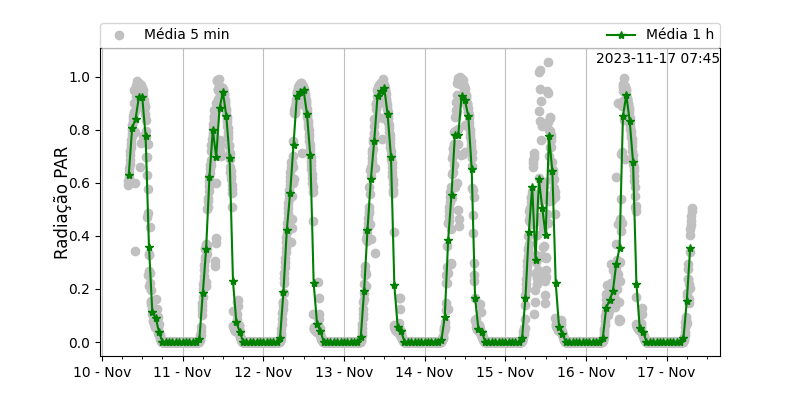 Média 5 min
Média 1 h
2023-11-17 07:45
Radiação PAR
1.0
0.8
0.6
0.4
0.2
0.0
10 - Nov
11 - Nov
12 - Nov
13 - Nov
14 - Nov
15 - Nov
16 - Nov
17 - Nov